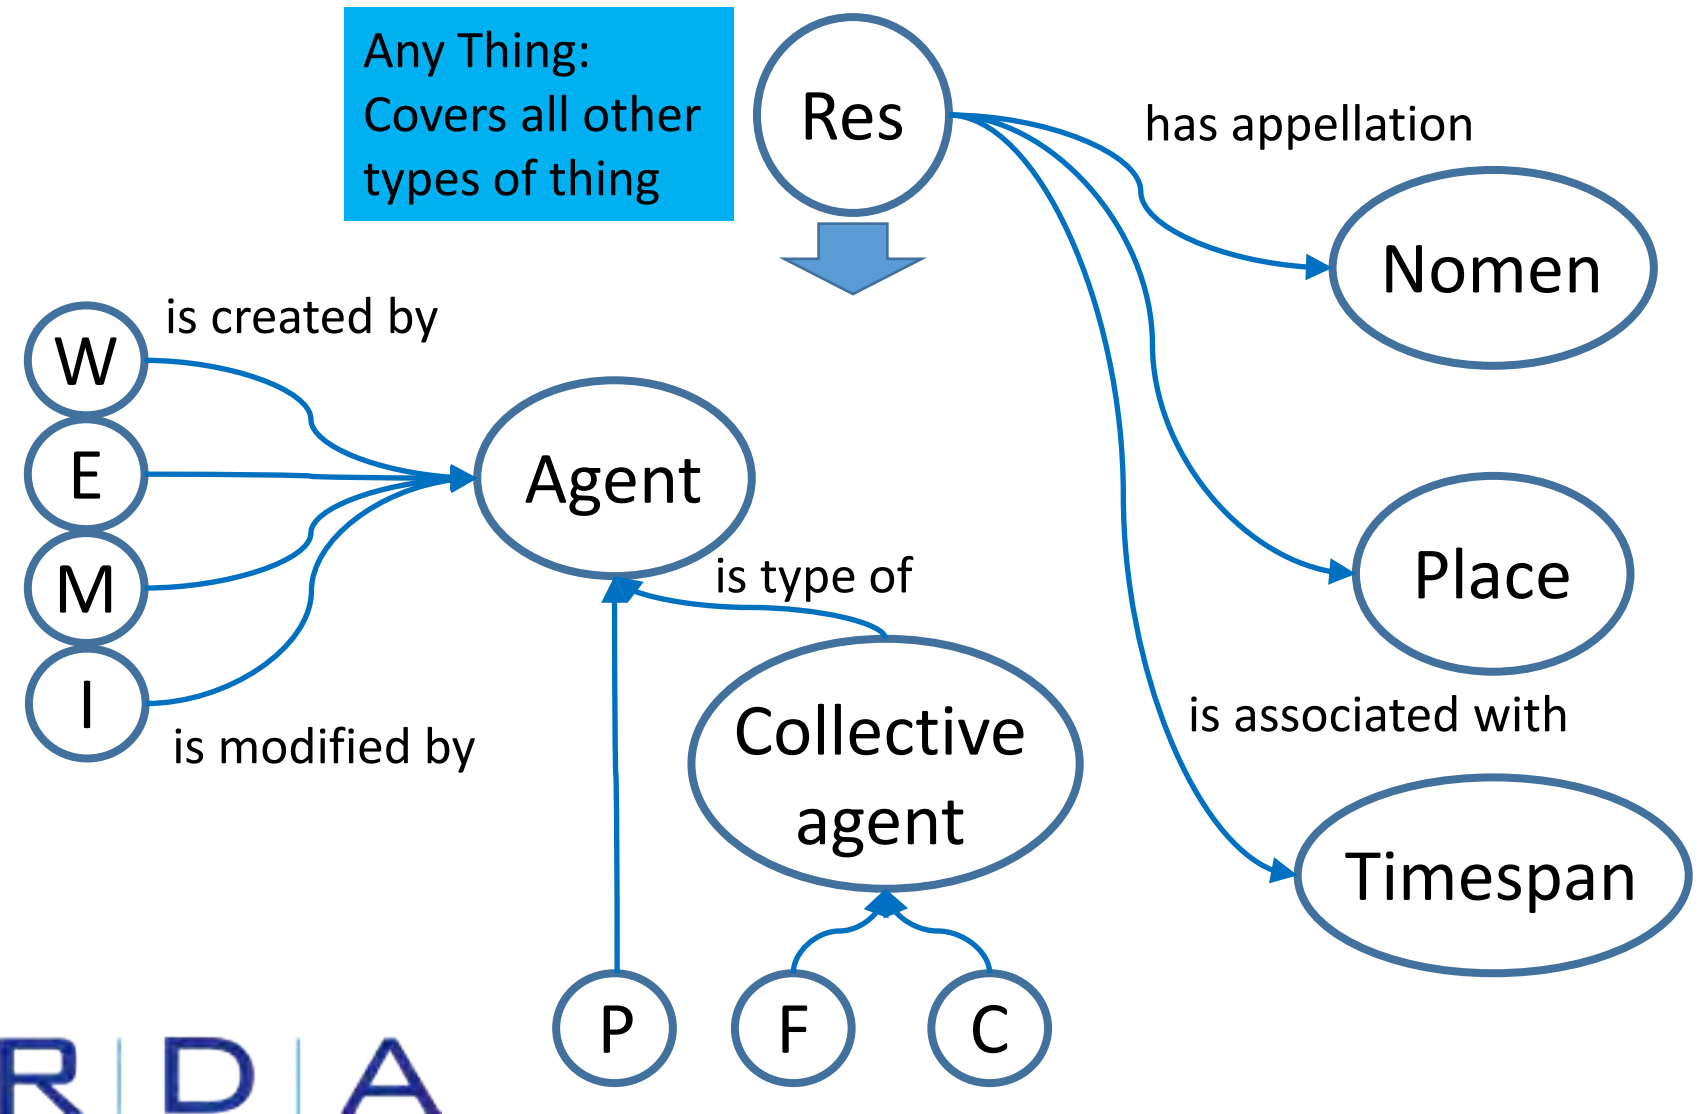 Any Thing:
Covers all other
types of thing
Res
has appellation
Nomen
is created by
W
E
M
I
Agent
is modified by
is type of
Place
Collective
agent
is associated with
Timespan
P
F
C
R|D|A